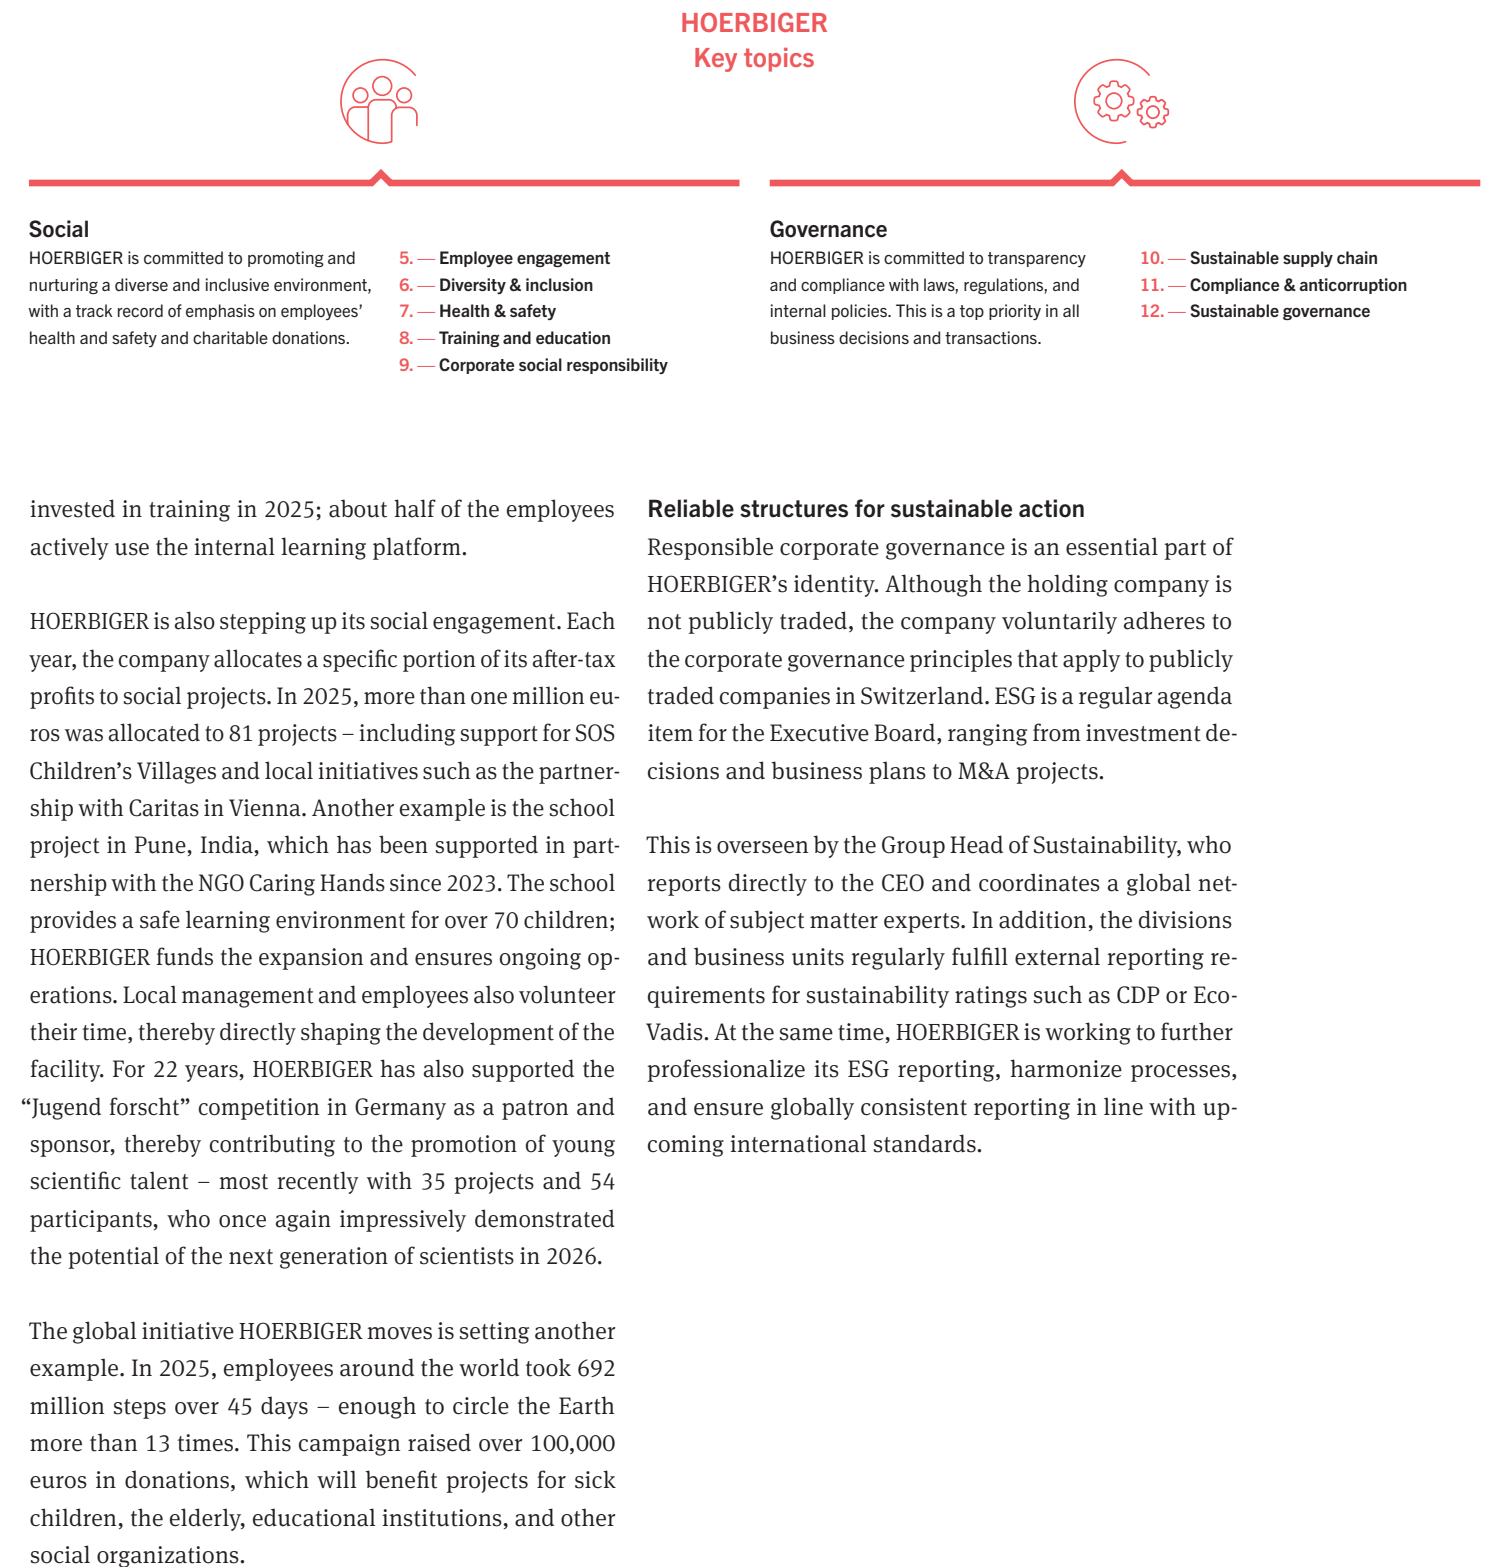 HOERBIGER
Key topics
Social
HOERBIGER is committed to promoting and
nurturing a diverse and inclusive environment,
with a track record of emphasis on employees’
health and safety and charitable donations.
5. — Employee engagement
6. — Diversity & inclusion
7. — Health & safety
8. — Training and education
9. — Corporate social responsibility
Governance
HOERBIGER is committed to transparency
and compliance with laws, regulations, and
internal policies. This is a top priority in all
business decisions and transactions.
10. — Sustainable supply chain
11. — Compliance & anticorruption
12. — Sustainable governance
invested in training in 2025; about half of the employees
actively use the internal learning platform.
HOERBIGER is also stepping up its social engagement. Each
year, the company allocates a specific portion of its after-tax
profits to social projects. In 2025, more than one million eu-
ros was allocated to 81 projects – including support for SOS
Children’s Villages and local initiatives such as the partner-
ship with Caritas in Vienna. Another example is the school
project in Pune, India, which has been supported in part-
nership with the NGO Caring Hands since 2023. The school
provides a safe learning environment for over 70 children;
HOERBIGER funds the expansion and ensures ongoing op-
erations. Local management and employees also volunteer
their time, thereby directly shaping the development of the
facility. For 22 years, HOERBIGER has also supported the
“Jugend forscht” competition in Germany as a patron and
sponsor, thereby contributing to the promotion of young
scientific talent – most recently with 35 projects and 54
participants, who once again impressively demonstrated
the potential of the next generation of scientists in 2026.
The global initiative HOERBIGER moves is setting another
example. In 2025, employees around the world took 692
million steps over 45 days – enough to circle the Earth
more than 13 times. This campaign raised over 100,000
euros in donations, which will benefit projects for sick
children, the elderly, educational institutions, and other
social organizations.
Reliable structures for sustainable action
Responsible corporate governance is an essential part of
HOERBIGER’s identity. Although the holding company is
not publicly traded, the company voluntarily adheres to
the corporate governance principles that apply to publicly
traded companies in Switzerland. ESG is a regular agenda
item for the Executive Board, ranging from investment de-
cisions and business plans to M&A projects.
This is overseen by the Group Head of Sustainability, who
reports directly to the CEO and coordinates a global net-
work of subject matter experts. In addition, the divisions
and business units regularly fulfill external reporting re-
quirements for sustainability ratings such as CDP or Eco-
Vadis. At the same time, HOERBIGER is working to further
professionalize its ESG reporting, harmonize processes,
and ensure globally consistent reporting in line with up-
coming international standards.